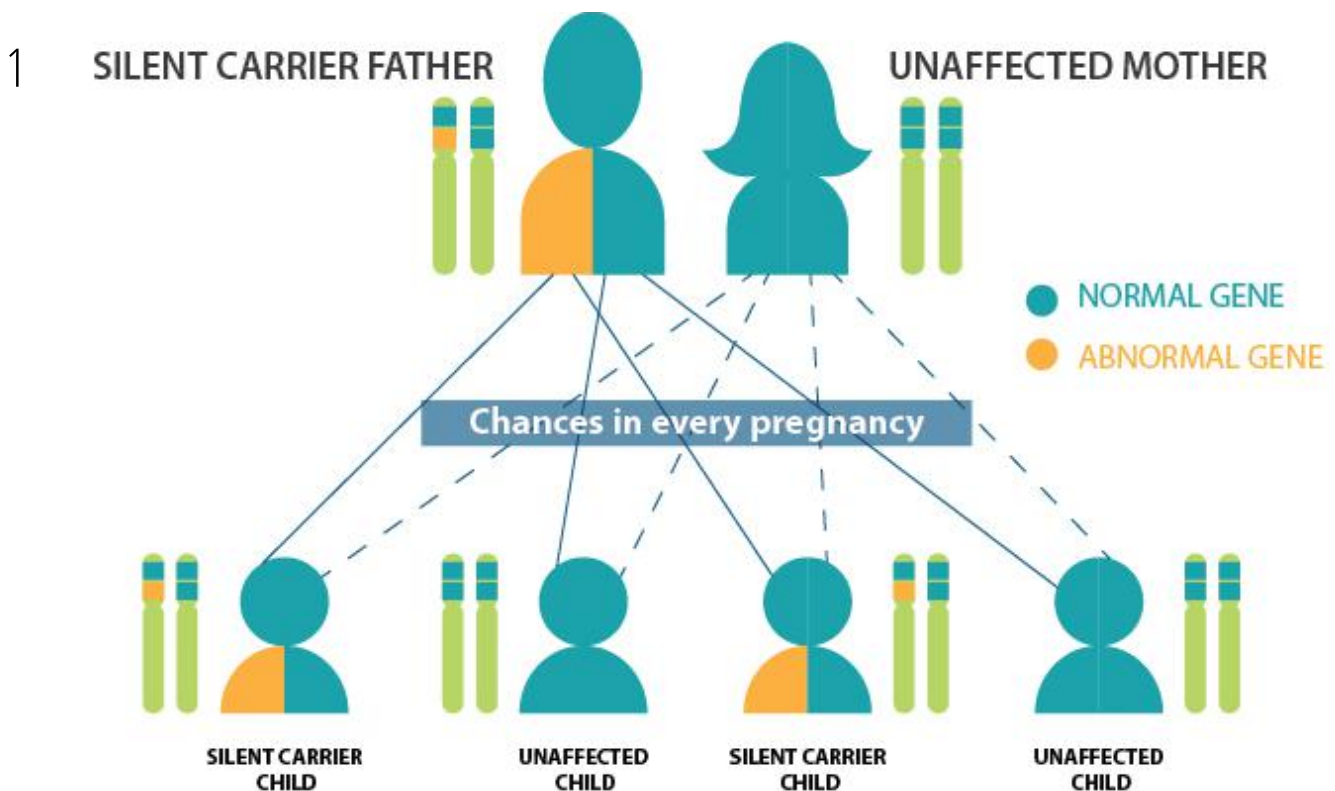 1
SILENT CARRIER FATHER
UNAFFECTED MOTHER
NORMAL GENE
ABNORMAL GENE
Chances in every pregnancy
SILENT CARRIER
CHILD
UNAFFECTED
CHILD
SILENT CARRIER
CHILD
UNAFFECTED
CHILD